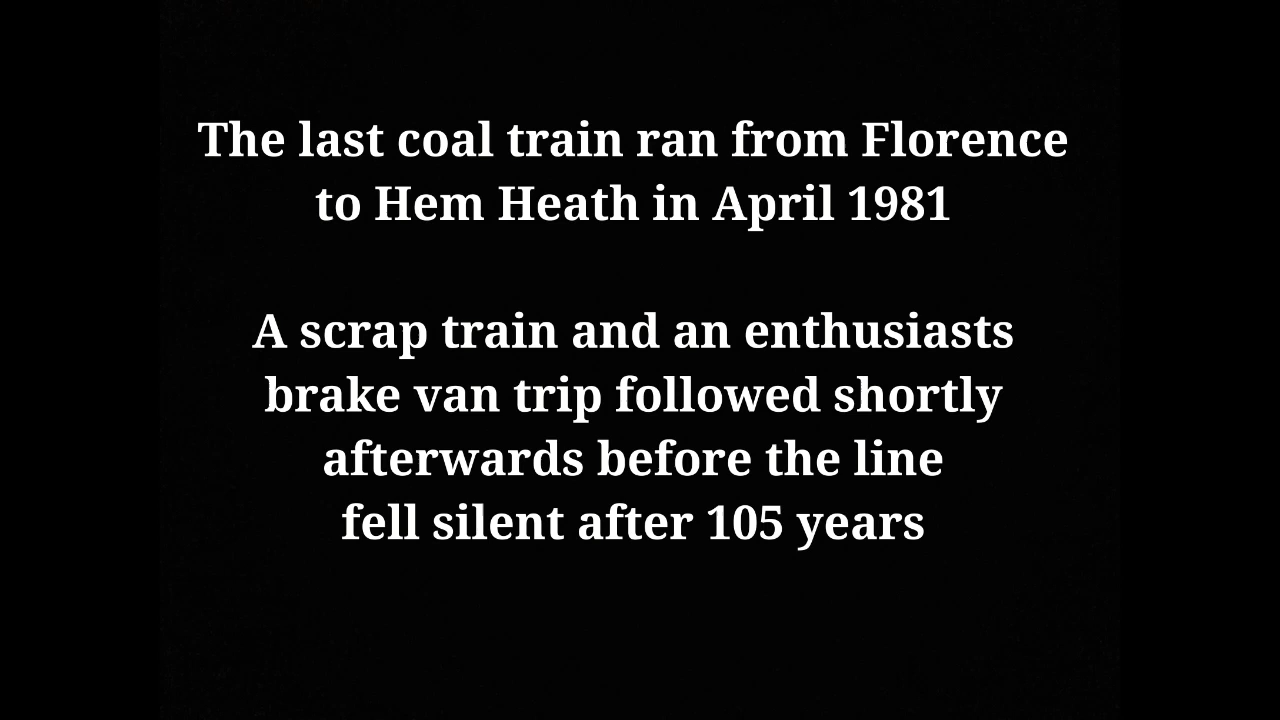 The last coal train ran from Florence
to Hem Heath in April 1981
A scrap train and an enthusiasts
brake van trip followed shortly
afterwards before the line
fell silent after 105 years